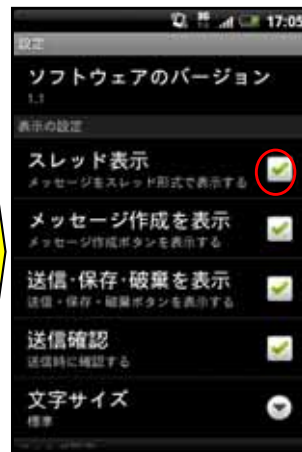 17:05
設定
ソフトウェアのバージョン
1.1
表示の設定
スレッド表示
メッセージをスレッド形式で表示する
メッセージ作成を表示
メッセージ作成ボタンを表示する
送信・保存・破棄を表示
送信・保存・破棄ボタンを表示する
送信確認
送信時に確認する
文字サイズ
標準